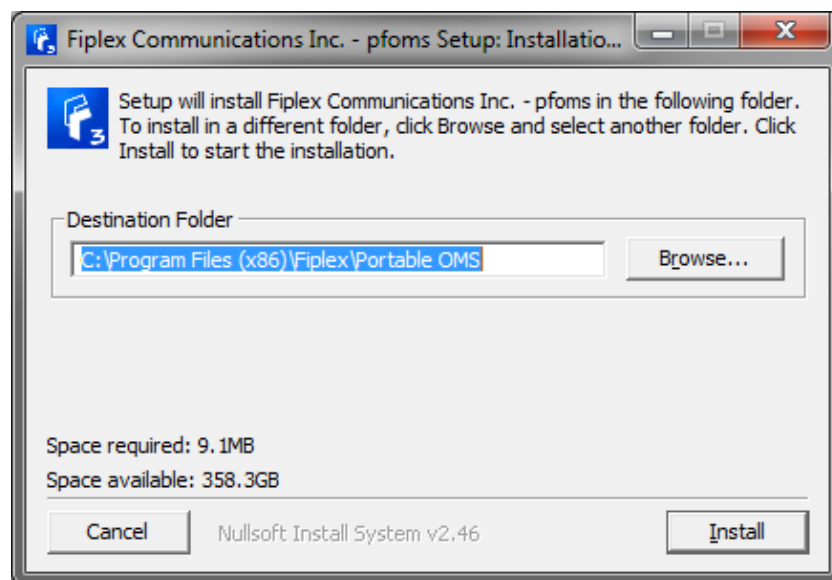 Fiplex Communications Inc. - pfoms Setup: Installatio...
Setup will install Fiplex Communications Inc. - pfoms in the following folder.
To install in a different folder, click Browse and select another folder. Click
Install to start the installation.
Destination Folder
C:\Program Files (x86)\Fiplex\Portable OMS
Browse...
Space required: 9.1MB
Space available: 358.3GB
Cancel
Nullsoft Install System v2.46
Install